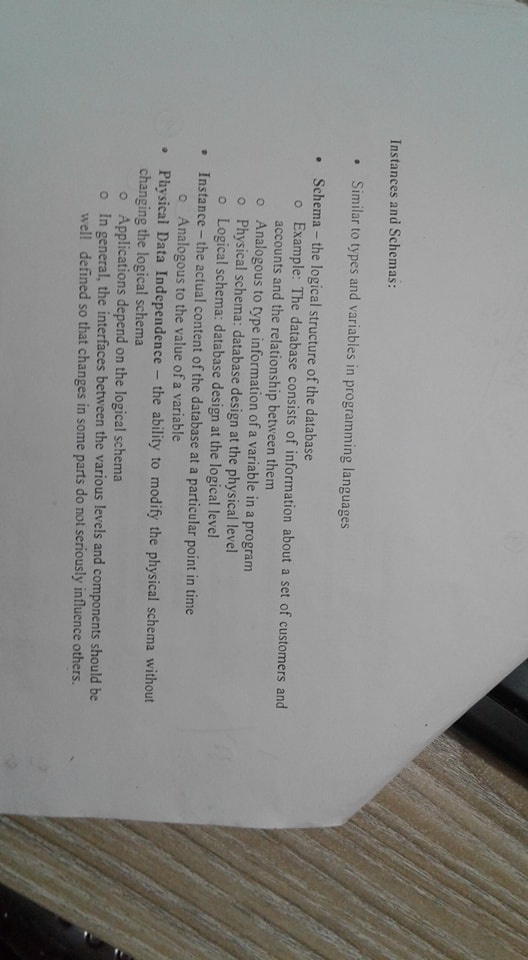 Instances and Schemas:
• Similar to types and variables in programming languages
• Schema – the logical structure of the database
o Example: The database consists of information about a set of customers and
accounts and the relationship between them
o Analogous to type information of a variable in a program
o Physical schema: database design at the physical level
o Logical schema: database design at the logical level
• Instance – the actual content of the database at a particular point in time
o Analogous to the value of a variable
• Physical Data Independence – the ability to modify the physical schema without
changing the logical schema
o Applications depend on the logical schema
o In general, the interfaces between the various levels and components should be
well defined so that changes in some parts do not seriously influence others.